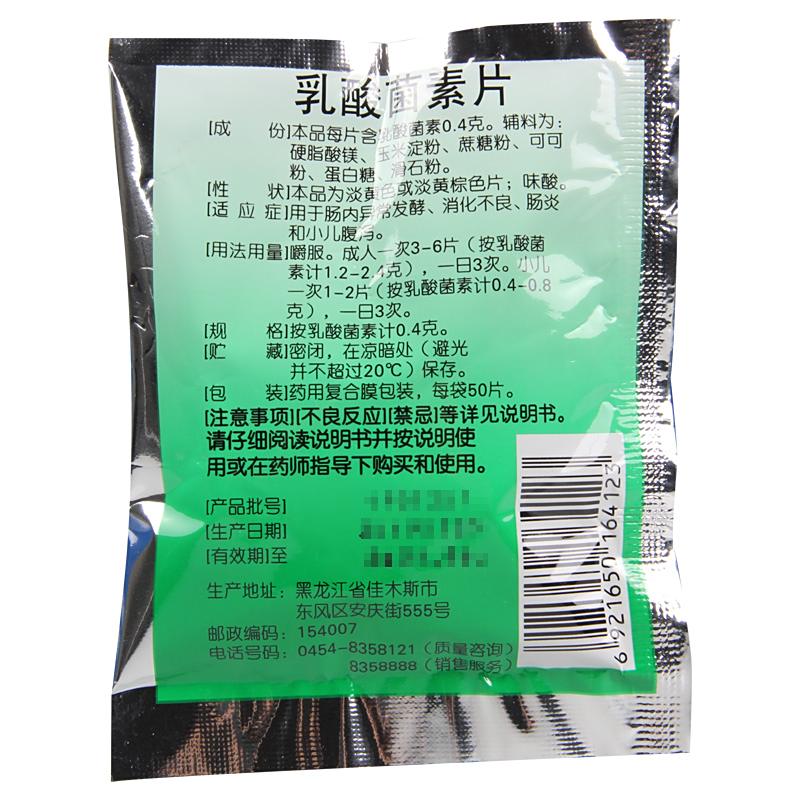 乳酸菌素片
[成 份]本品每片含乳酸菌素0.4克。辅料为:
硬脂酸镁、玉米淀粉、蔗糖粉、可可
粉、蛋白糖、滑石粉。
[性 状]本品为淡黄色或淡黄棕色片；味酸。
[适应症]用于肠内异常发酵、消化不良、肠炎
和小儿腹泻。
[用法用量]嚼服。成人一次3-6片（按乳酸菌
素计1.2-2.4克），一日3次。小儿
一次1-2片（按乳酸菌素计0.4-0.8
克），一日3次。
[规 格]按乳酸菌素计0.4克。
[贮 藏]密闭，在凉暗处（避光
并不超过20℃）保存。
[包 装]药用复合膜包装，每袋50片。
[注意事项][不良反应][禁忌]等详见说明书。
请仔细阅读说明书并按说明使
用或在药师指导下购买和使用。
[产品批号]
[生产日期]
[有效期]至
生产地址：黑龙江省佳木斯市
东风区安庆街555号
邮政编码：154007
电话号码：0454-8358121（质量咨询）
8358888（销售服务）
6 921650 164123